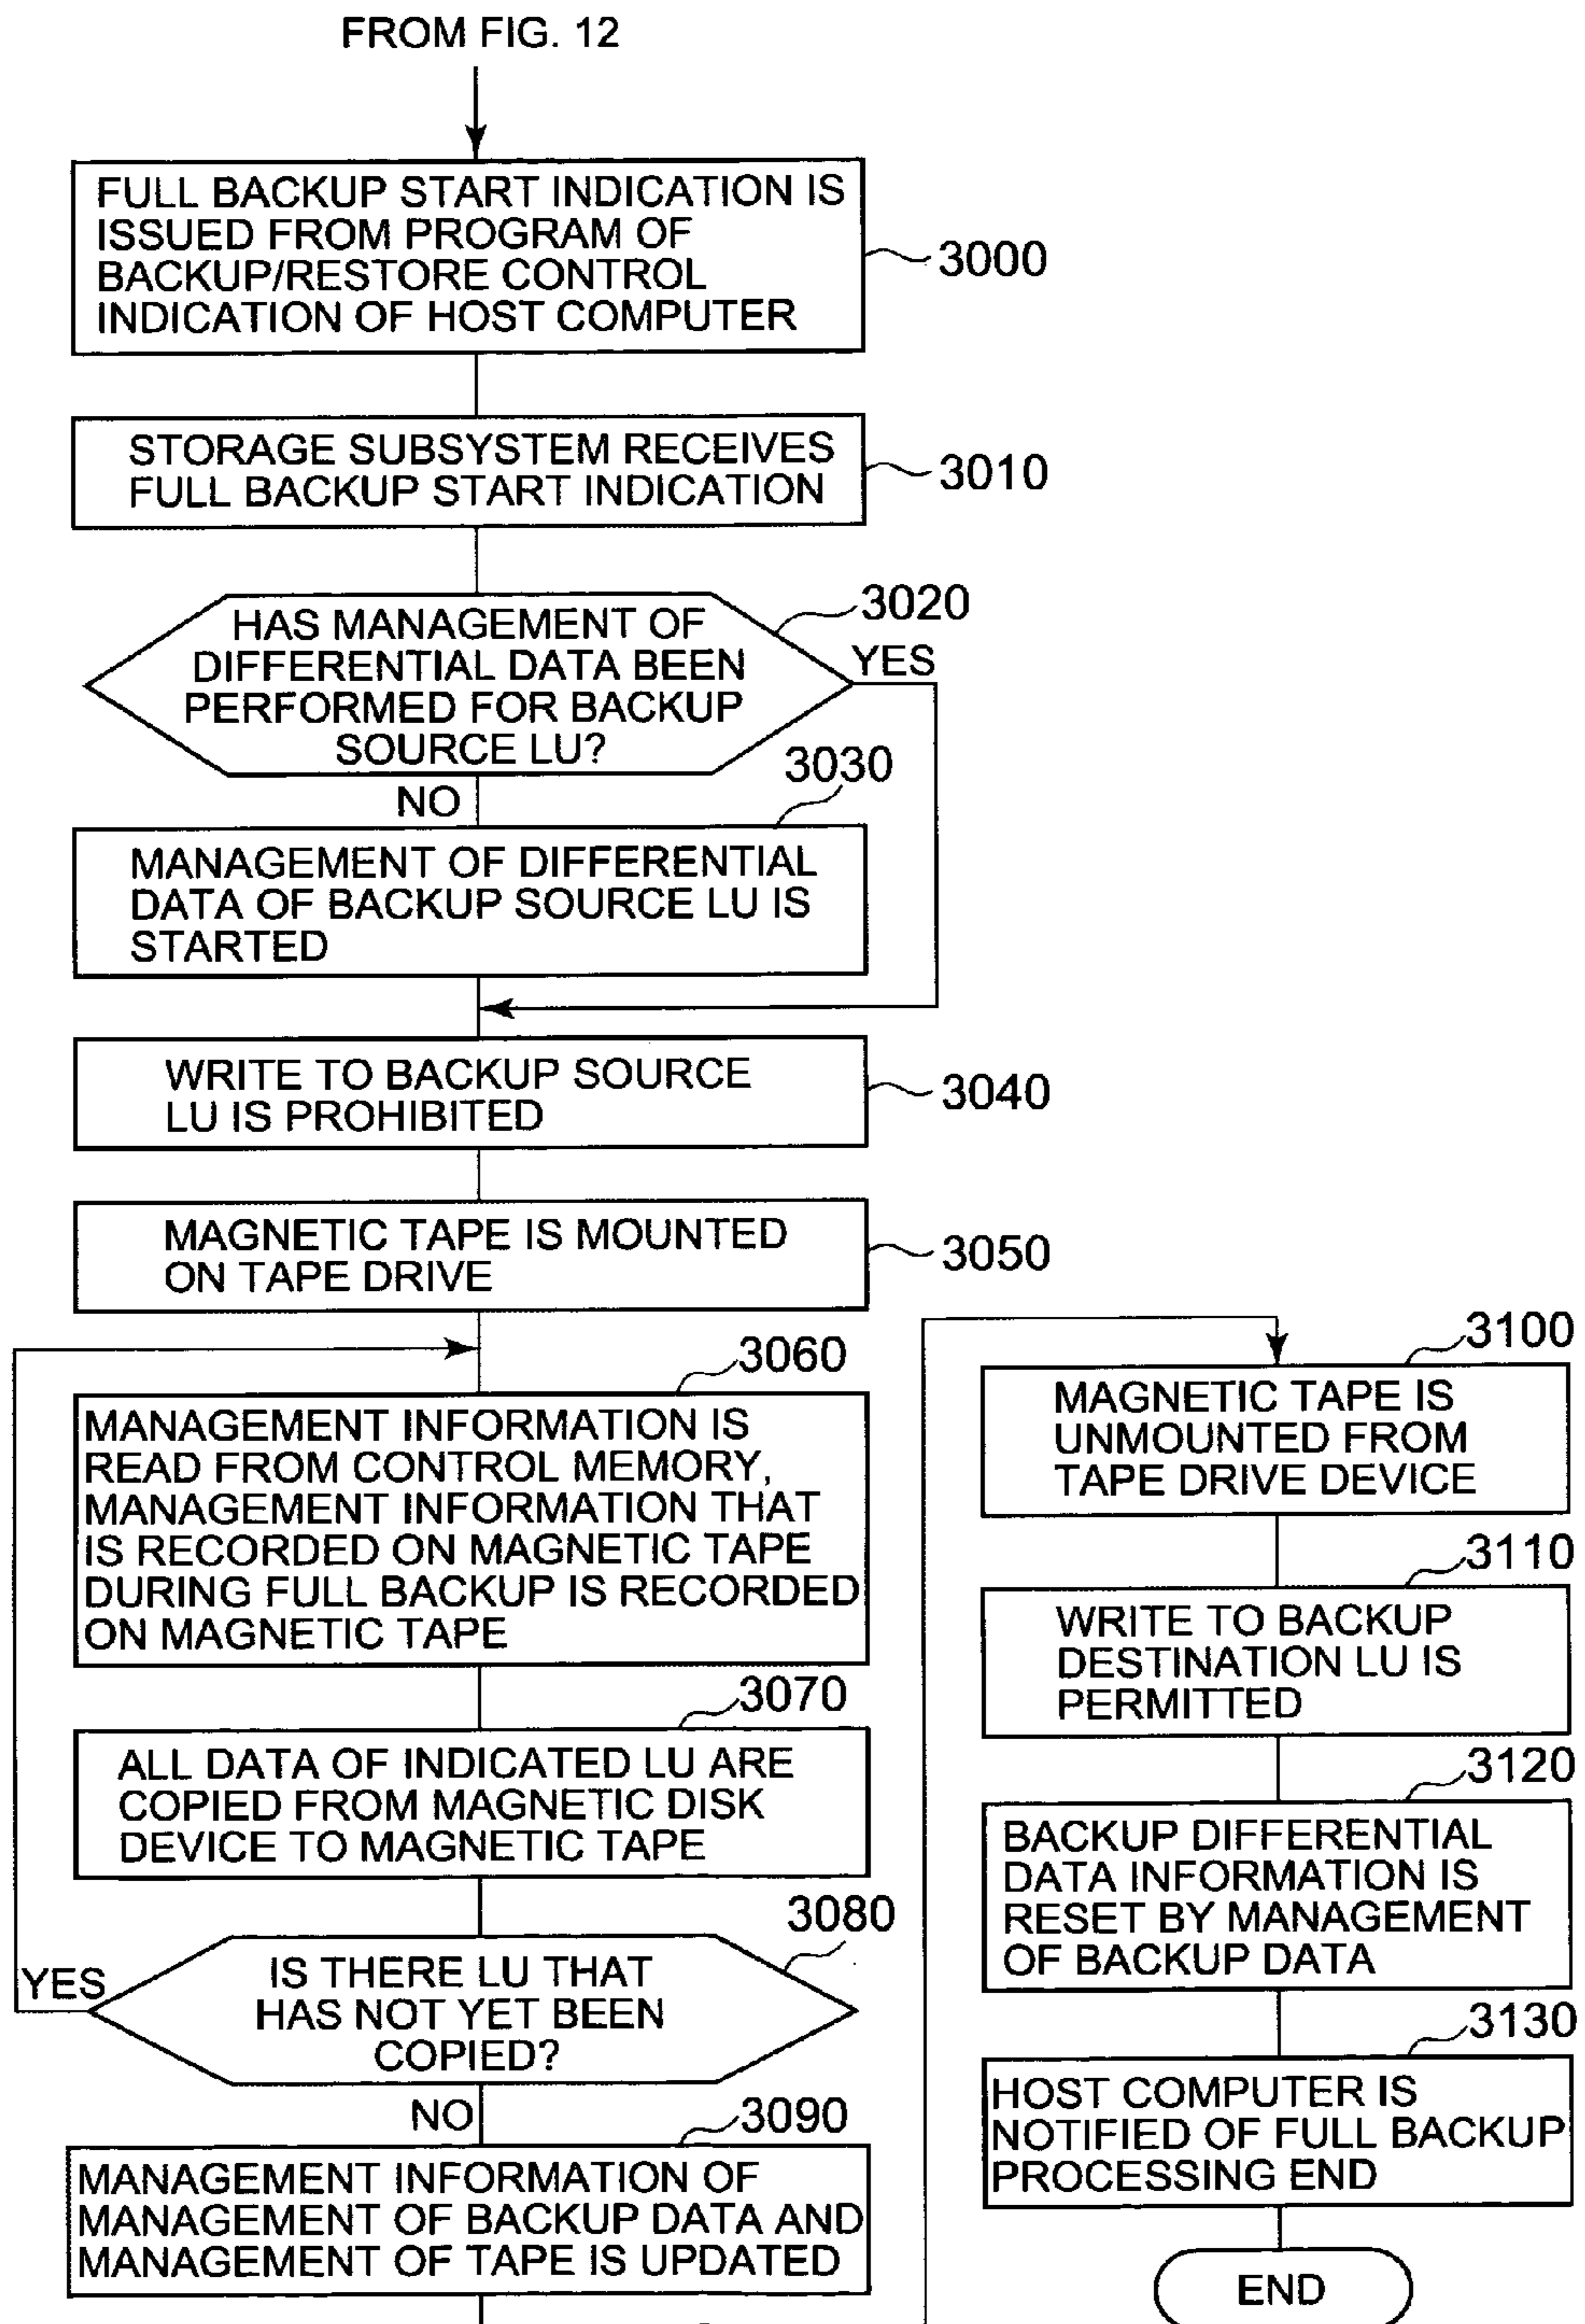 FROM FIG. 12
FULL BACKUP START INDICATION IS
ISSUED FROM PROGRAM OF
BACKUP/RESTORE CONTROL
INDICATION OF HOST COMPUTER
3000
STORAGE SUBSYSTEM RECEIVES
FULL BACKUP START INDICATION
3010
3020
HAS MANAGEMENT OF
DIFFERENTIAL DATA BEEN
PERFORMED FOR BACKUP
SOURCE LU?
YES
NO
3030
MANAGEMENT OF DIFFERENTIAL
DATA OF BACKUP SOURCE LU IS
STARTED
WRITE TO BACKUP SOURCE
LU IS PROHIBITED
3040
MAGNETIC TAPE IS MOUNTED
ON TAPE DRIVE
3050
3060
MANAGEMENT INFORMATION IS
READ FROM CONTROL MEMORY,
MANAGEMENT INFORMATION THAT
IS RECORDED ON MAGNETIC TAPE
DURING FULL BACKUP IS RECORDED
ON MAGNETIC TAPE
3070
ALL DATA OF INDICATED LU ARE
COPIED FROM MAGNETIC DISK
DEVICE TO MAGNETIC TAPE
3080
YES
IS THERE LU THAT
HAS NOT YET BEEN
COPIED?
NO
3090
MANAGEMENT INFORMATION OF
MANAGEMENT OF BACKUP DATA AND
MANAGEMENT OF TAPE IS UPDATED
3100
MAGNETIC TAPE IS
UNMOUNTED FROM
TAPE DRIVE DEVICE
3110
WRITE TO BACKUP
DESTINATION LU IS
PERMITTED
3120
BACKUP DIFFERENTIAL
DATA INFORMATION IS
RESET BY MANAGEMENT
OF BACKUP DATA
3130
HOST COMPUTER IS
NOTIFIED OF FULL BACKUP
PROCESSING END
END